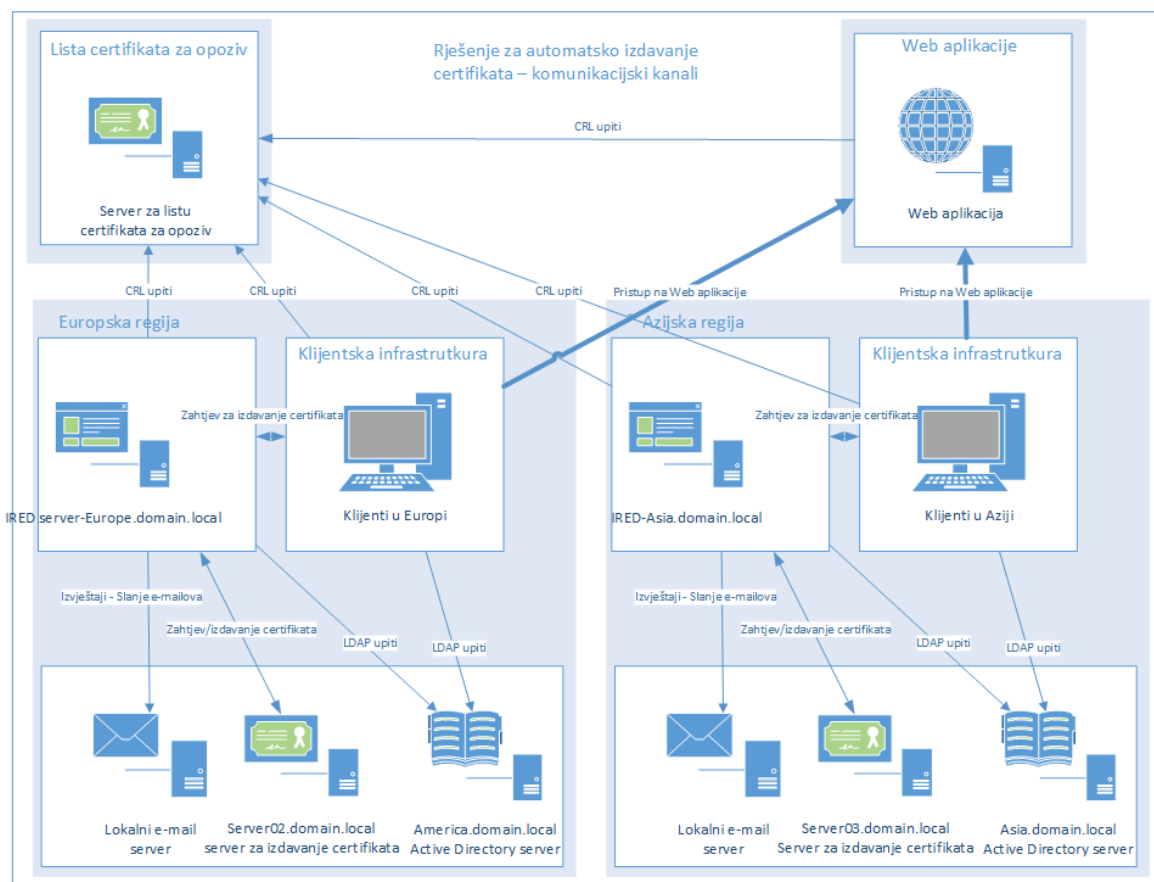 Lista certifikata za opoziv
Rješenje za automatsko izdavanje
certifikata – komunikacijski kanali
Web aplikacije
CRL upiti
Server za listu
certifikata za opoziv
Web aplikacija
CRL upiti
CRL upiti
CRL upiti
CRL upiti
Pristup na Web aplikacije
Pristup na Web aplikacije
Europska regija
Azijska regija
Klijentska infrastrutkura
Klijentska infrastrutkura
Zahtjev za izdavanje certifikata
Zahtjev za izdavanje certifikata
IRED server-Europe.domain.local
Klijenti u Europi
IRED-Asia.domain.local
Klijenti u Aziji
Izvještaji - Slanje e-mailova
Zahtjev/izdavanje certifikata
LDAP upiti
LDAP upiti
Izvještaji - Slanje e-mailova
Zahtjev/izdavanje certifikata
LDAP upiti
LDAP upiti
Lokalni e-mail
server
Server02.domain.local
server za izdavanje certifikata
America.domain.local
Active Directory server
Lokalni e-mail
server
Server03.domain.local
Server za izdavanje certifikata
Asia.domain.local
Active Directory server